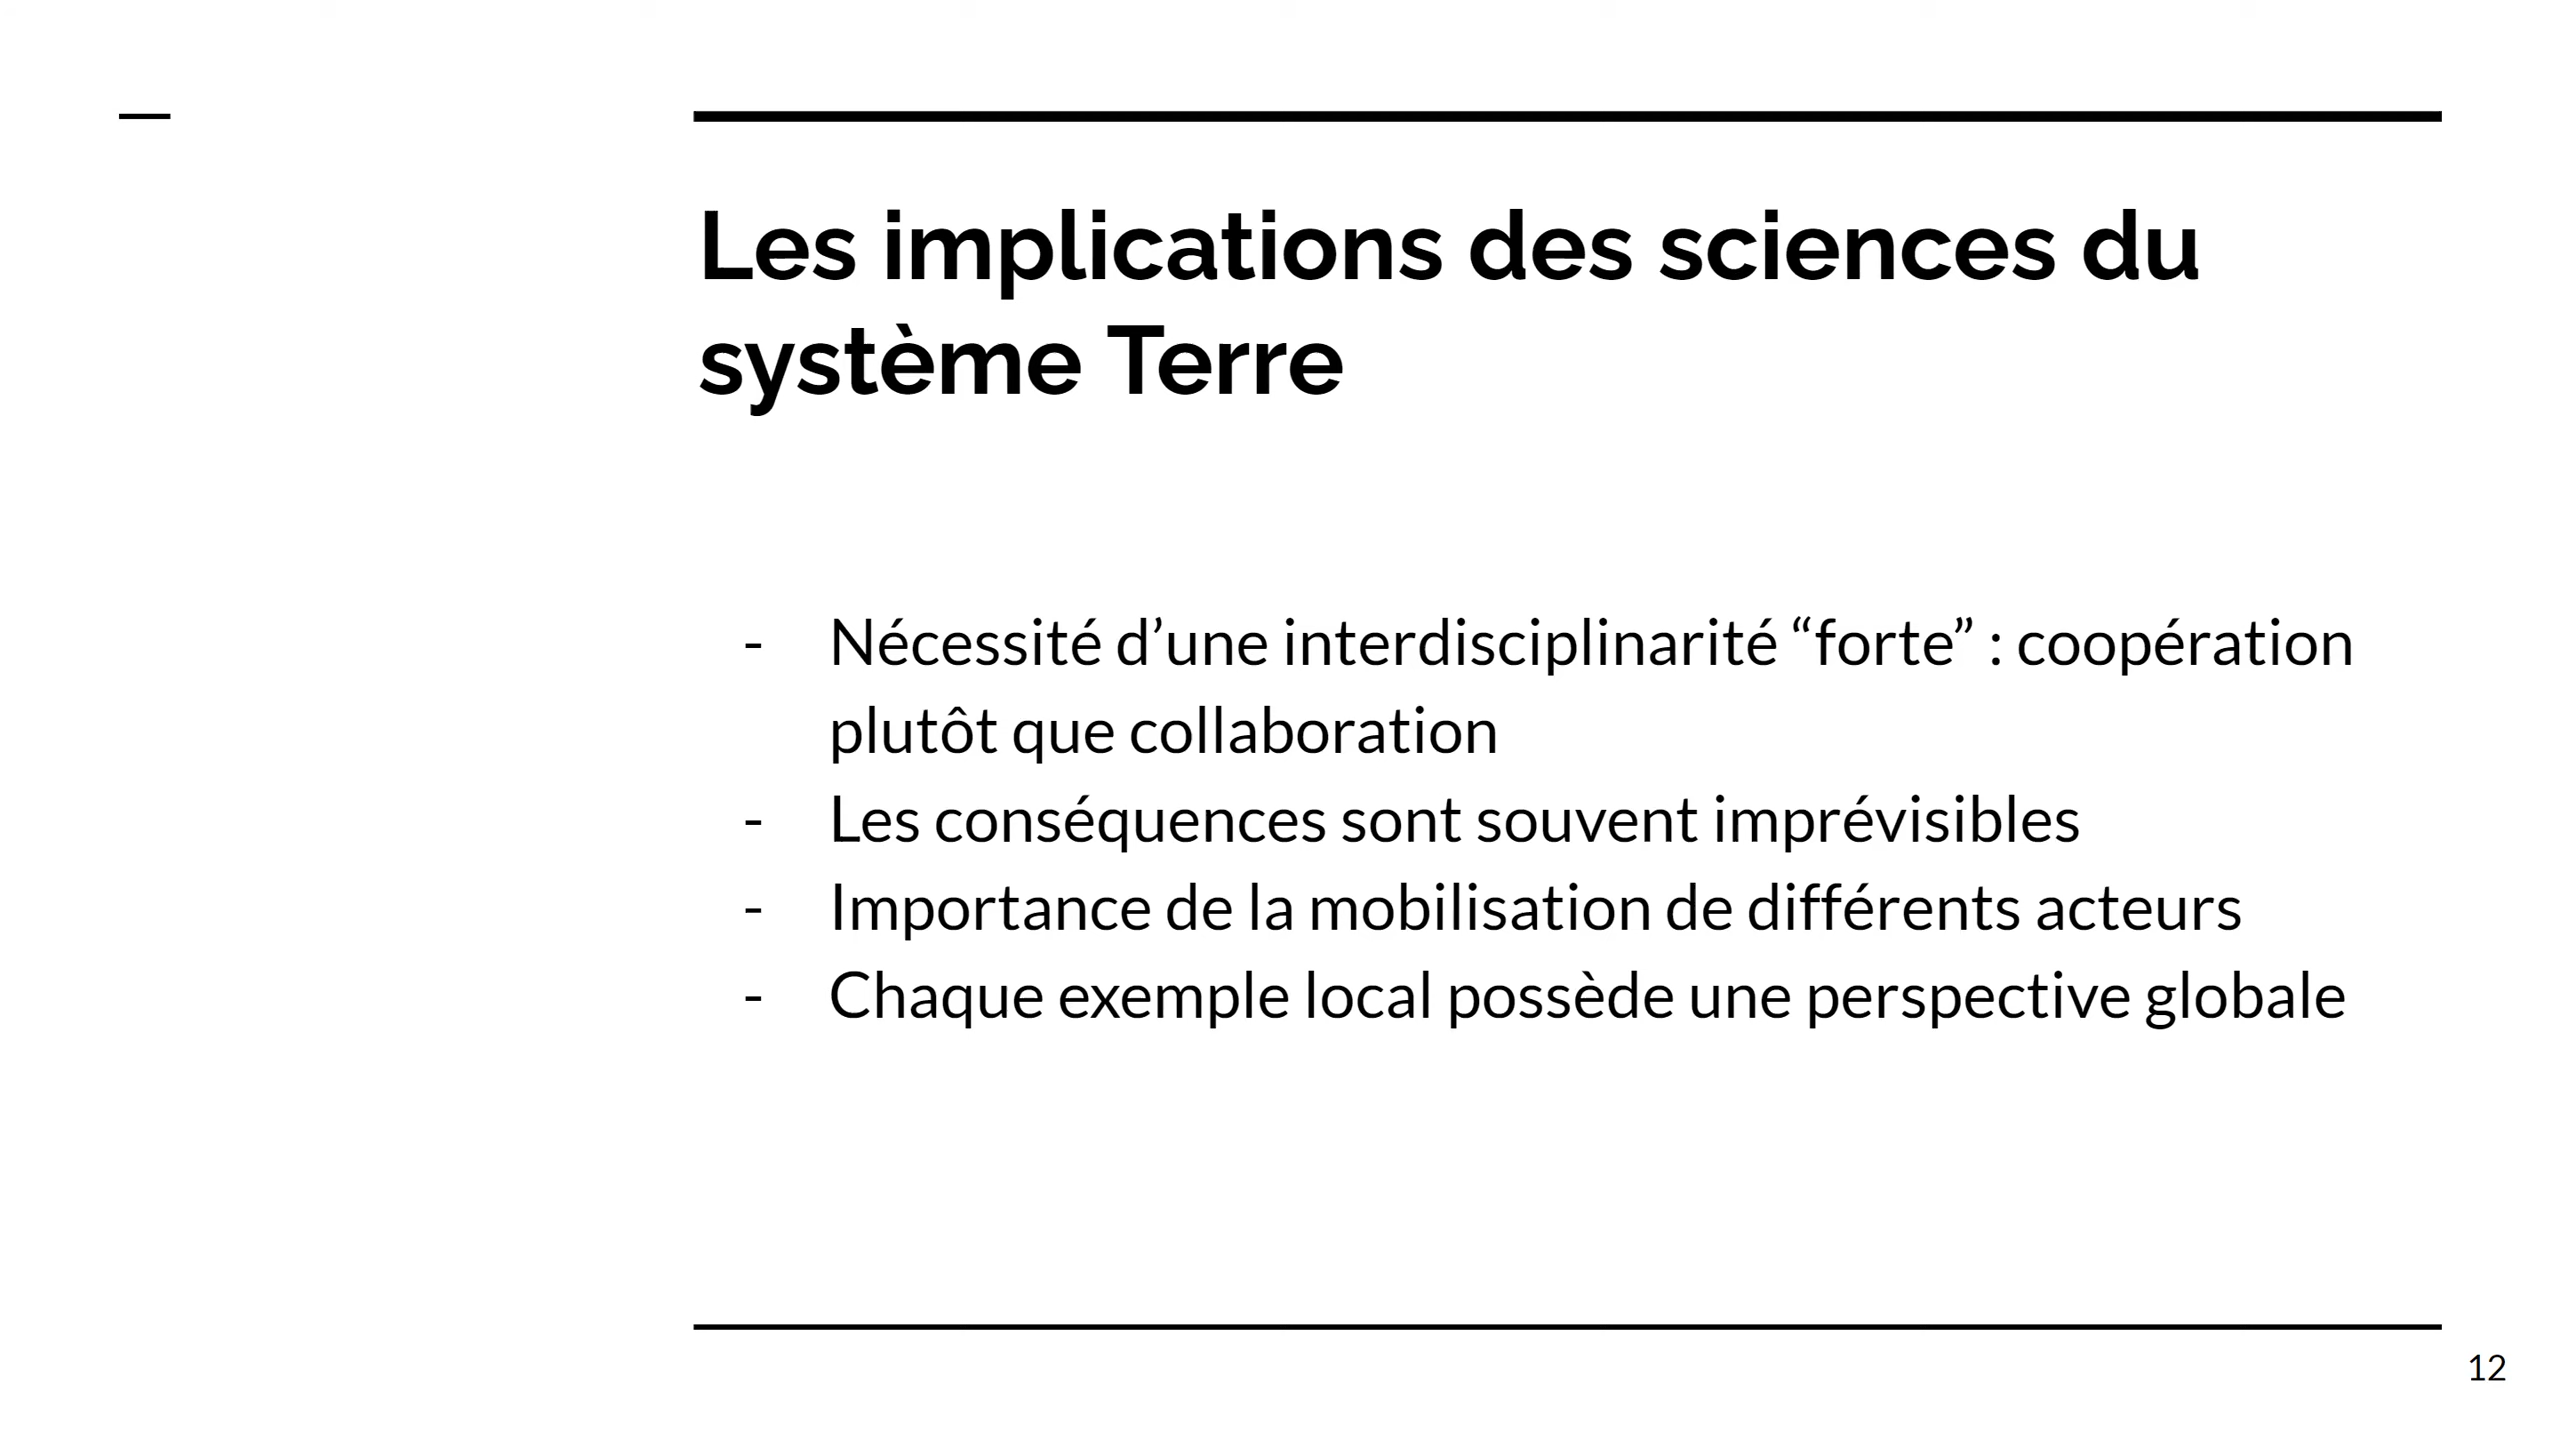 Les implications des sciences du
système Terre
- Nécessité d’une interdisciplinarité “forte” : coopération
plutôt que collaboration
- Les conséquences sont souvent imprévisibles
- Importance de la mobilisation de différents acteurs
- Chaque exemple local possède une perspective globale
12